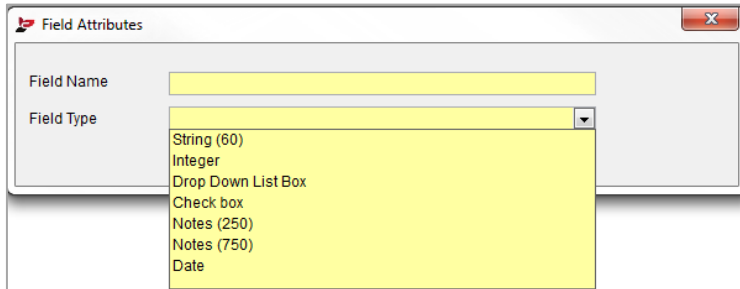 Field Attributes
Field Name
Field Type
String (60)
Integer
Drop Down List Box
Check box
Notes (250)
Notes (750)
Date